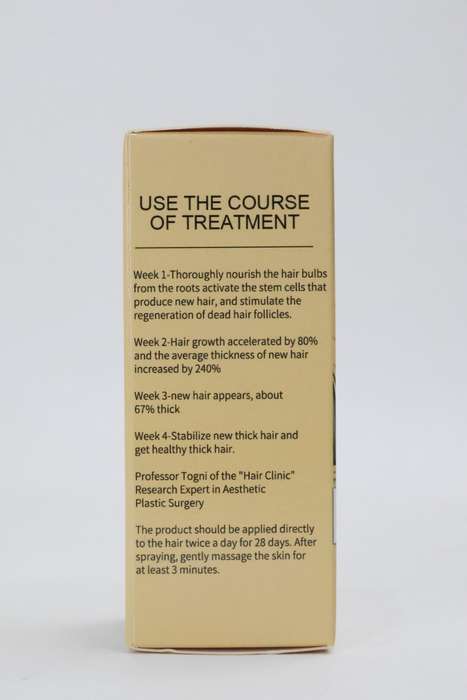 USE THE COURSE
OF TREATMENT
Week 1-Thoroughly nourish the hair bulbs
from the roots activate the stem cells that
produce new hair, and stimulate the
regeneration of dead hair follicles.
Week 2-Hair growth accelerated by 80%
and the average thickness of new hair
increased by 240%
Week 3-new hair appears, about
67% thick
Week 4-Stabilize new thick hair and
get healthy thick hair.
Professor Togni of the "Hair Clinic"
Research Expert in Aesthetic
Plastic Surgery
The product should be applied directly
to the hair twice a day for 28 days. After
spraying, gently massage the skin for
at least 3 minutes.